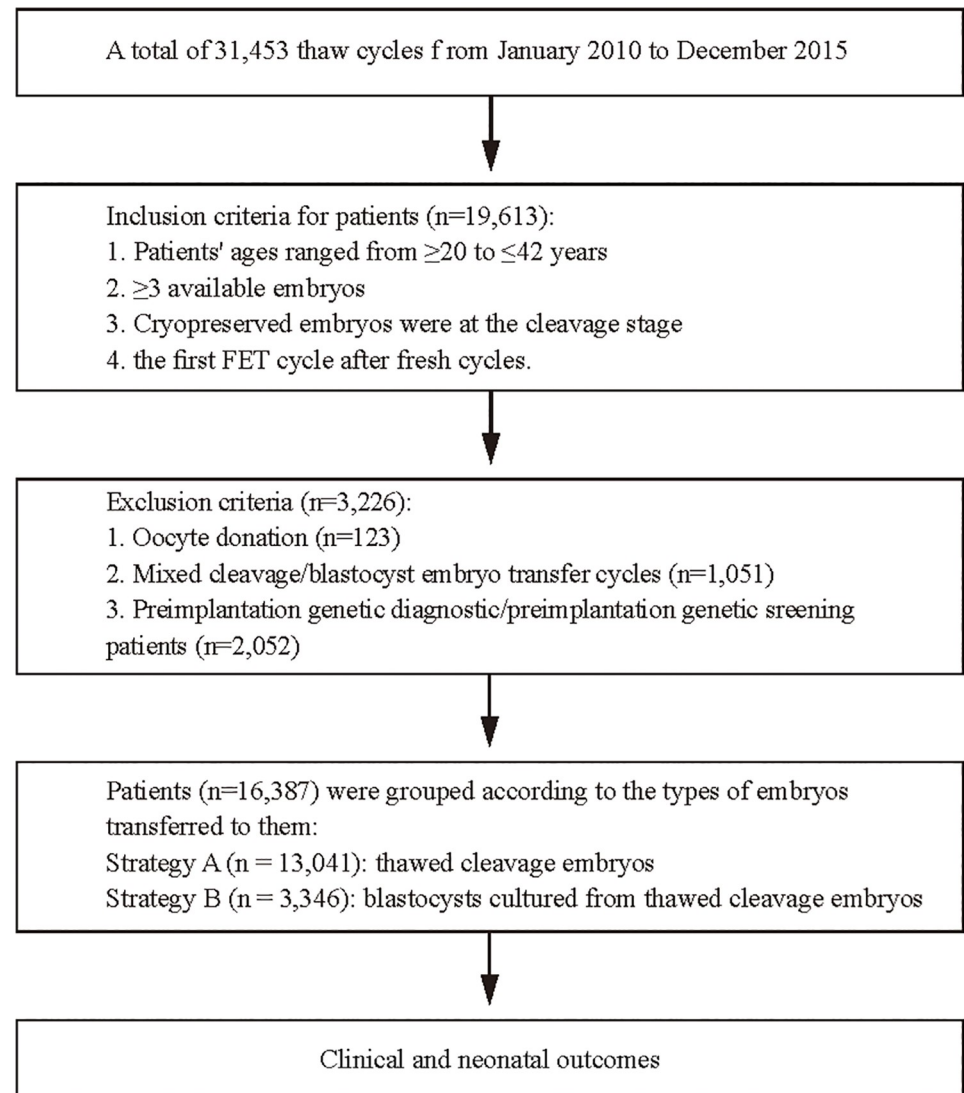 A total of 31,453 thaw cycles f rom January 2010 to December 2015
Inclusion criteria for patients (n=19,613):
1. Patients' ages ranged from ≥20 to ≤42 years
2. ≥3 available embryos
3. Cryopreserved embryos were at the cleavage stage
4. the first FET cycle after fresh cycles.
Exclusion criteria (n=3,226):
1. Oocyte donation (n=123)
2. Mixed cleavage/blastocyst embryo transfer cycles (n=1,051)
3. Preimplantation genetic diagnostic/preimplantation genetic sreening
patients (n=2,052)
Patients (n=16,387) were grouped according to the types of embryos
transferred to them:
Strategy A (n = 13,041): thawed cleavage embryos
Strategy B (n = 3,346): blastocysts cultured from thawed cleavage embryos
Clinical and neonatal outcomes